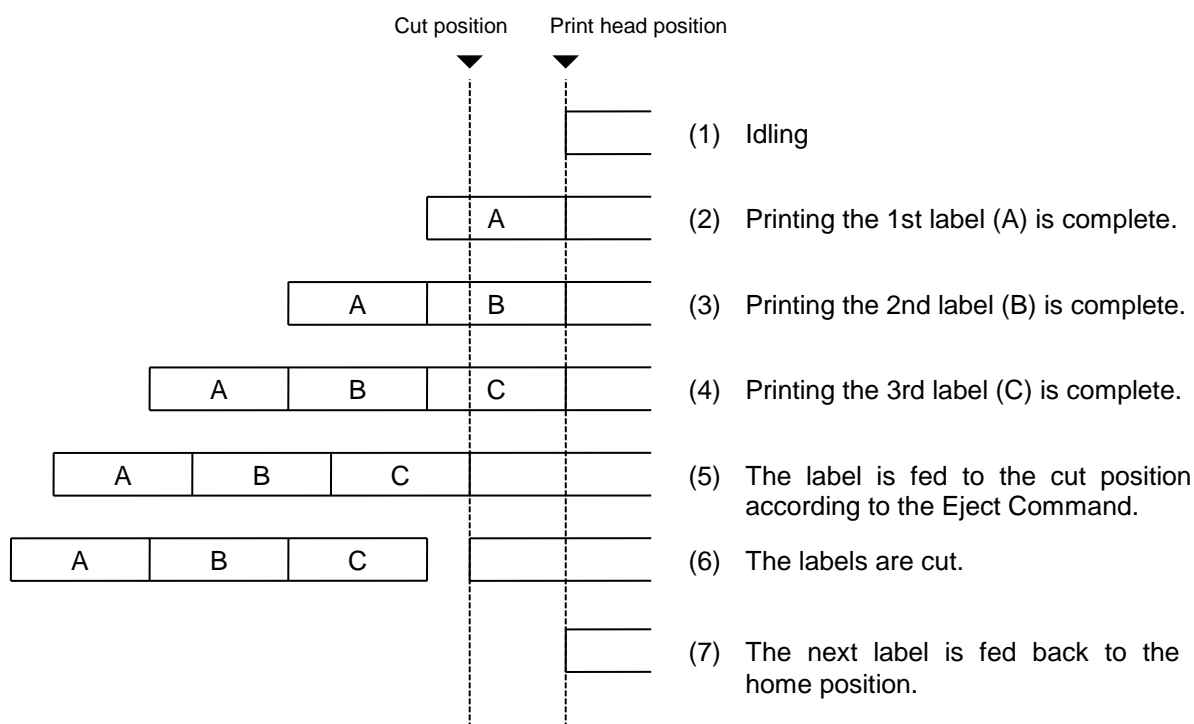 Cut position Print head position
(1) Idling
A
(2) Printing the 1st label (A) is complete.
A B
(3) Printing the 2nd label (B) is complete.
A B C
(4) Printing the 3rd label (C) is complete.
A B C
(5) The label is fed to the cut position
according to the Eject Command.
A B C
(6) The labels are cut.
(7) The next label is fed back to the
home position.